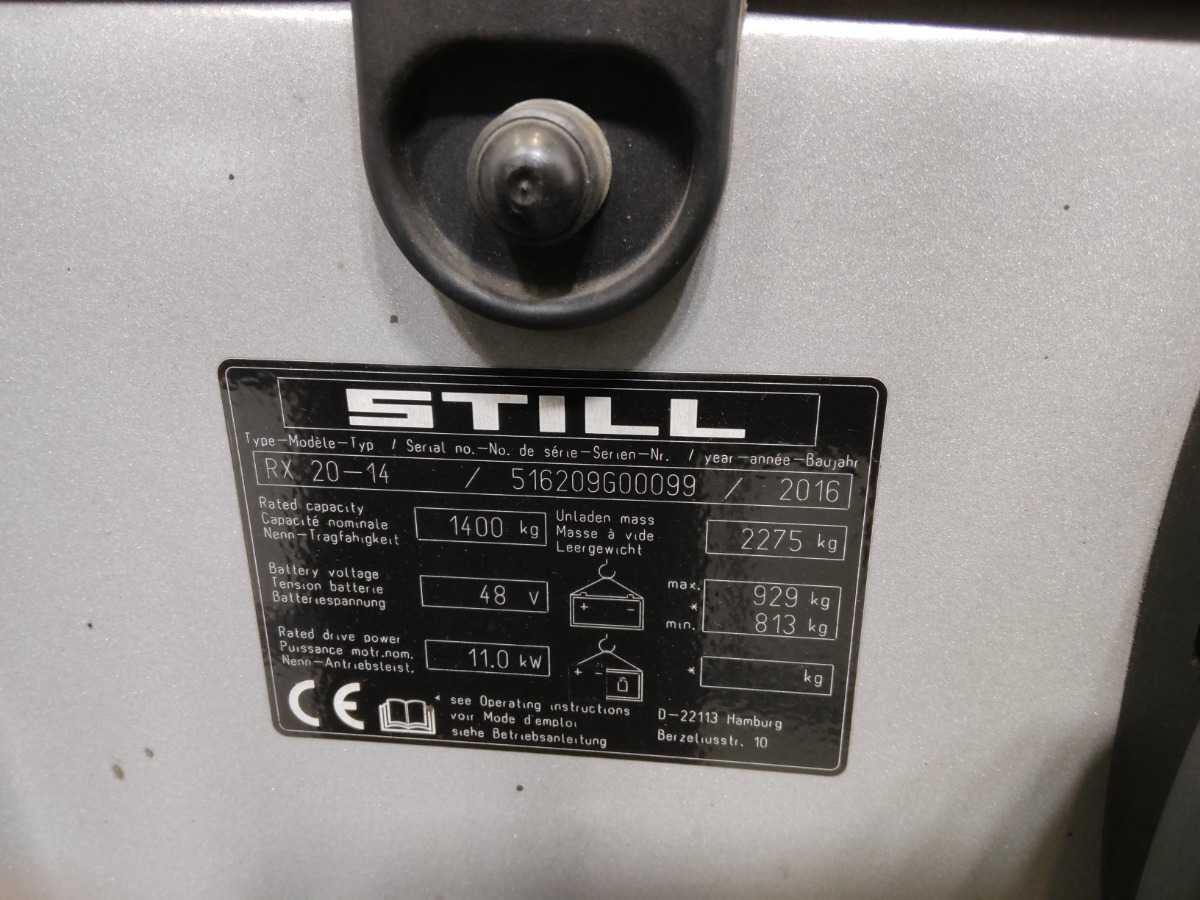 STILL
Type-Modèle-Typ / Serial no.-No. de série-Serien-Nr. / year-année-Baujahr
RX 20-14 / 516209G00099 / 2016
Rated capacity
Capacité nominale
Nenn-Tragfähigkeit
1400 kg
Unladen mass
Masse à vide
Leergewicht
2275 kg
Battery voltage
Tension batterie
Batteriespannung
48 V
+ -
max. 929 kg
*
min. 813 kg
Rated drive power
Puissance motr.nom.
Nenn-Antriebsleist.
11.0 kW
+ -
* kg
CE
* see Operating instructions
voir Mode d'emploi
siehe Betriebsanleitung
D-22113 Hamburg
Berzeliusstr. 10